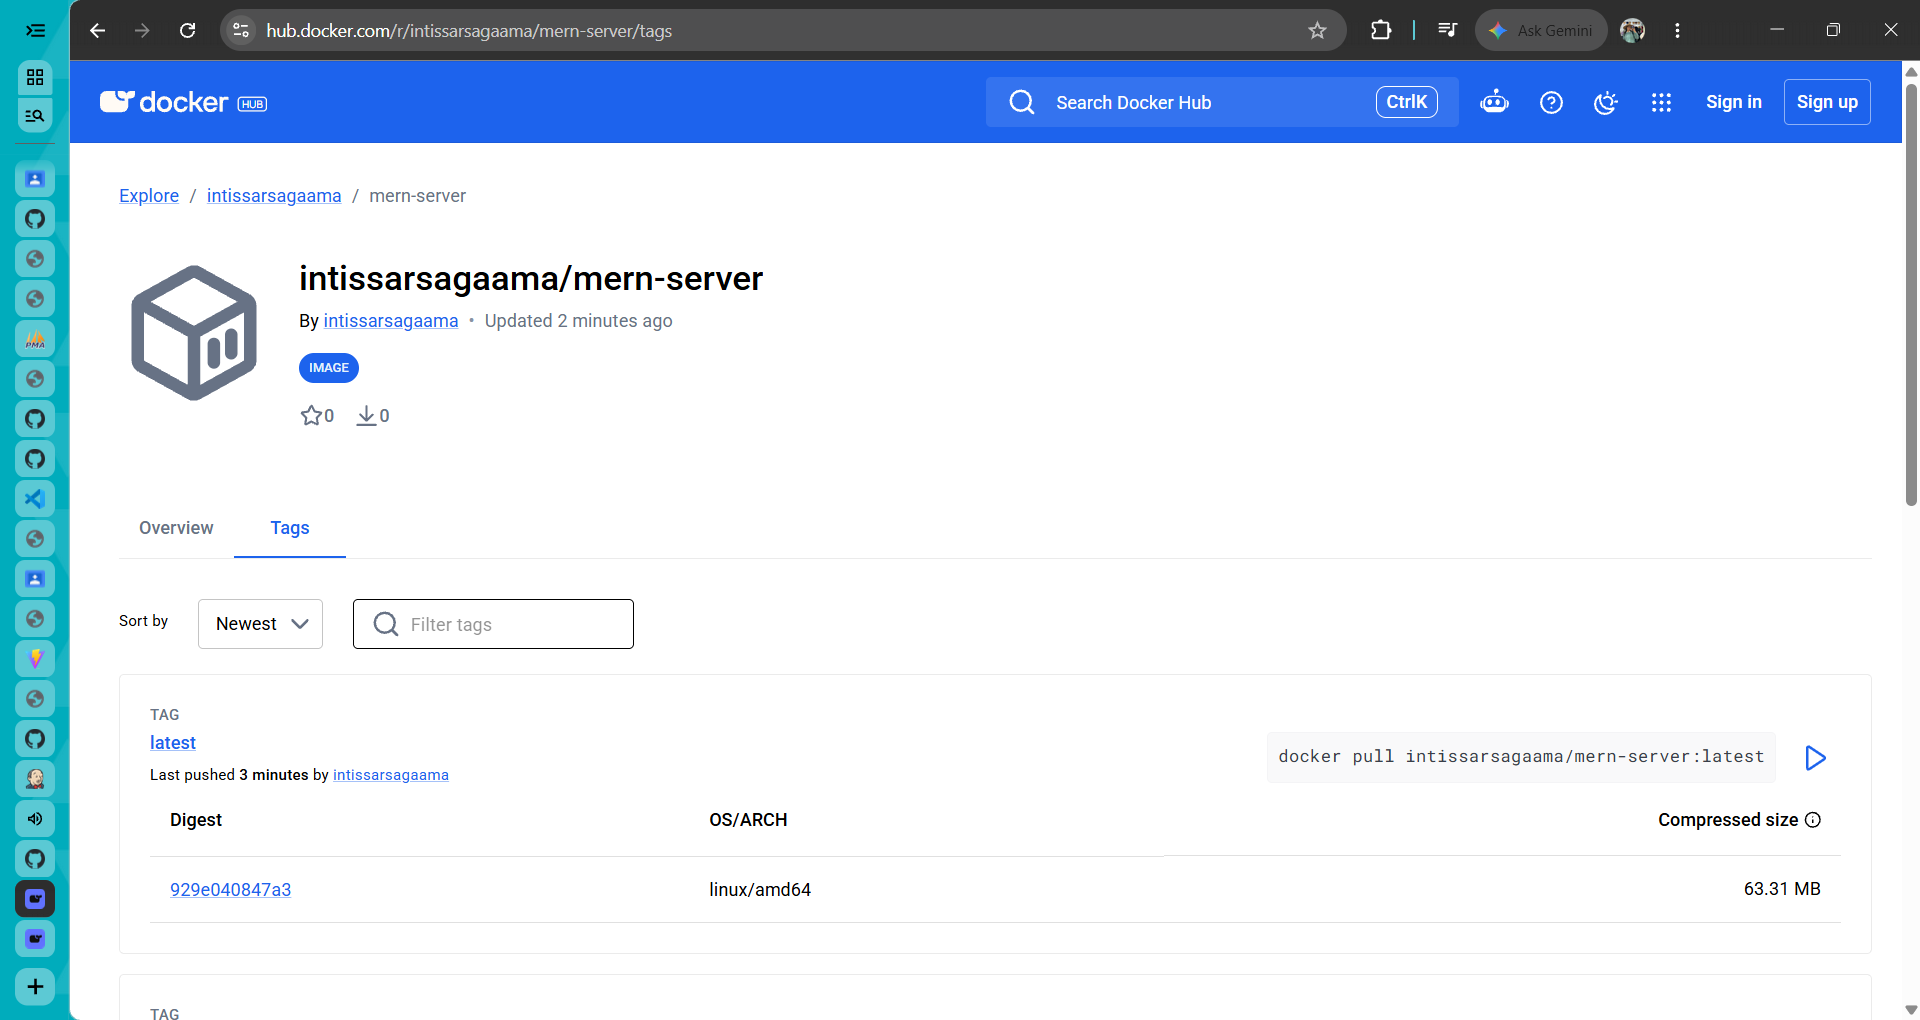 hub.docker.com/r/intissarsagaama/mern-server/tags
Ask Gemini
docker HUB
Search Docker Hub
CtrlK
Sign in
Sign up
Explore / intissarsagaama / mern-server
intissarsagaama/mern-server
By intissarsagaama • Updated 2 minutes ago
IMAGE
0 0
Overview
Tags
Sort by
Newest
Filter tags
TAG
latest
Last pushed 3 minutes by intissarsagaama
docker pull intissarsagaama/mern-server:latest
Digest
OS/ARCH
Compressed size
929e040847a3
linux/amd64
63.31 MB
TAG
PMA